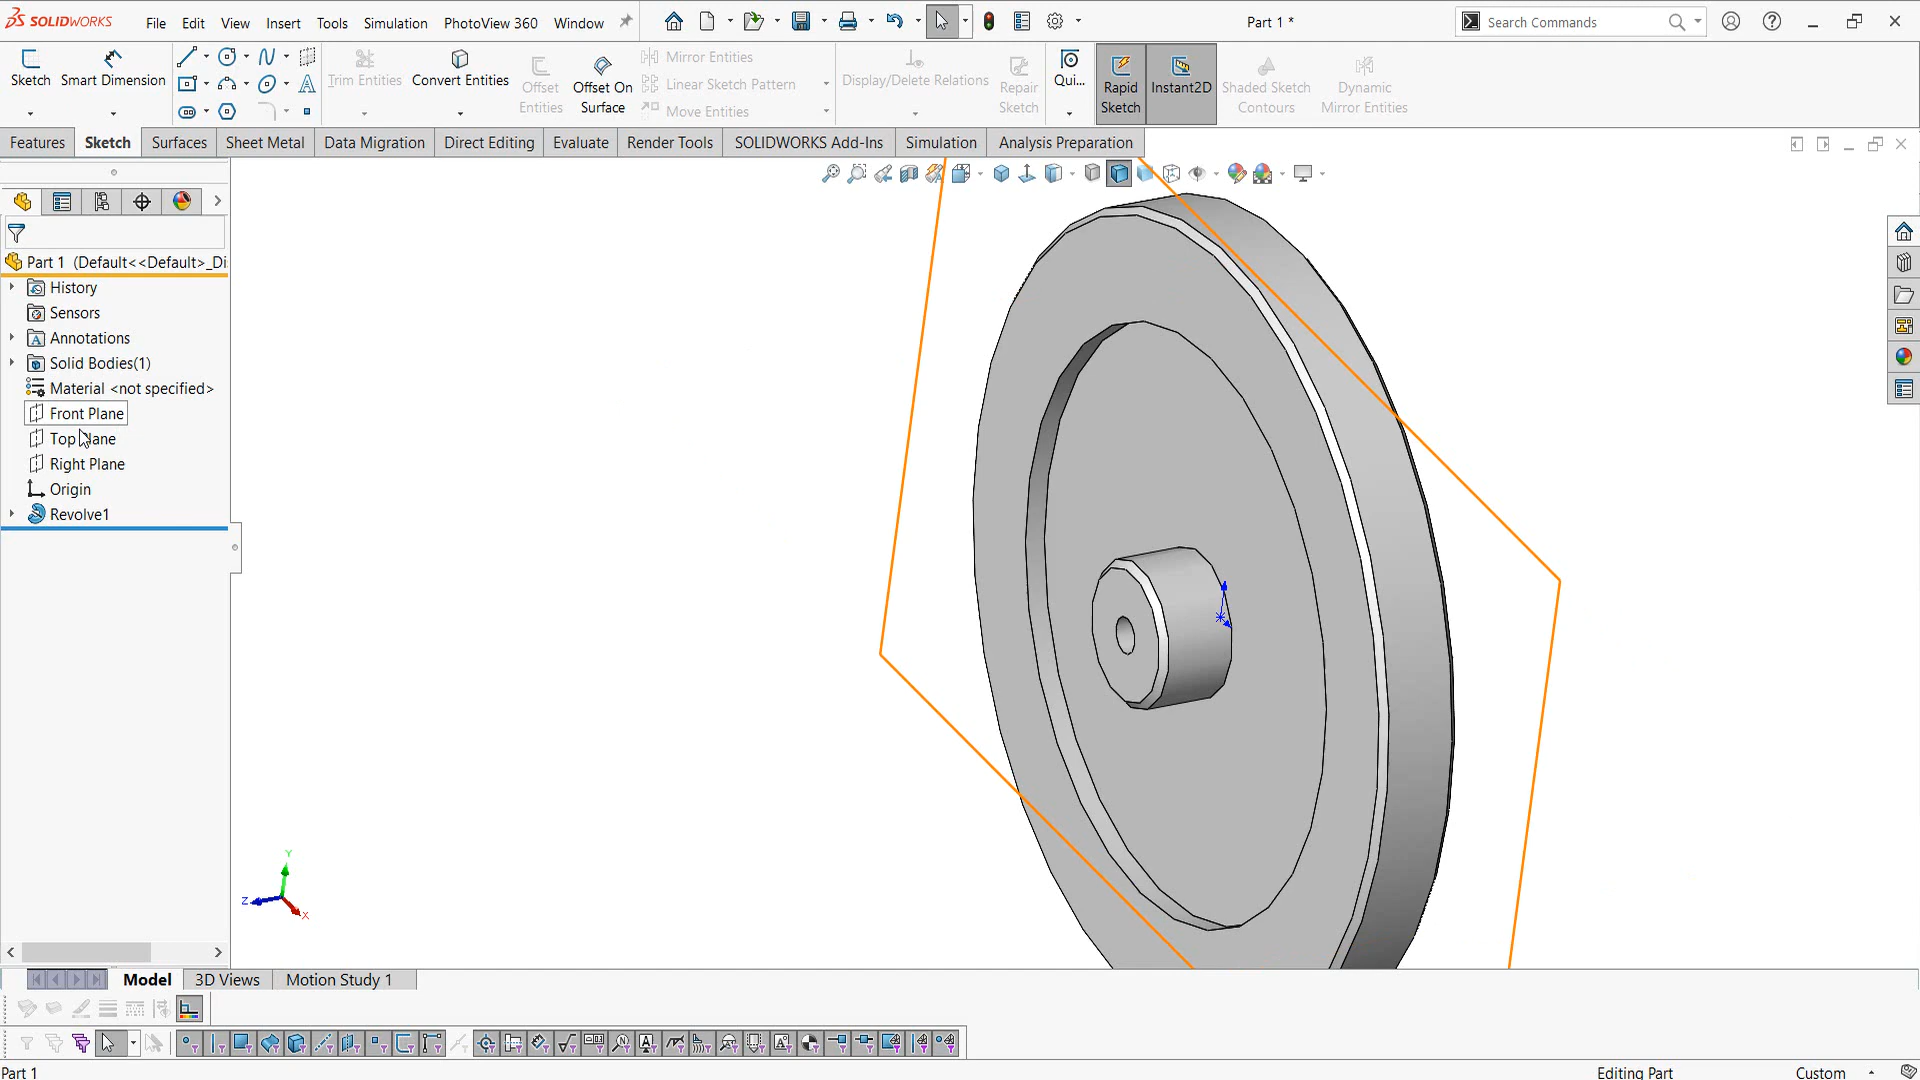 SOLIDWORKS File Edit View Insert Tools Simulation PhotoView 360 Window Part 1 * Search Commands
Sketch Smart Dimension Trim Entities Convert Entities Offset Entities Offset On Surface Mirror Entities Linear Sketch Pattern Move Entities Display/Delete Relations Repair Sketch Qui... Rapid Sketch Instant2D Shaded Sketch Contours Dynamic Mirror Entities
Features Sketch Surfaces Sheet Metal Data Migration Direct Editing Evaluate Render Tools SOLIDWORKS Add-Ins Simulation Analysis Preparation
Part 1 (Default<<Default>_Di
History
Sensors
Annotations
Solid Bodies(1)
Material <not specified>
Front Plane
Top Plane
Right Plane
Origin
Revolve1
Y
Z
X
Model 3D Views Motion Study 1
Part 1 Editing Part Custom